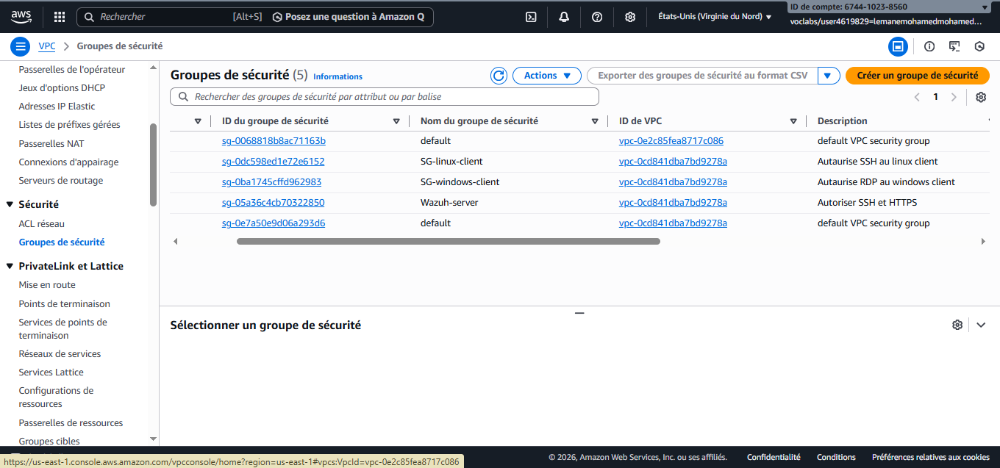 aws
Rechercher [Alt+S] Posez une question à Amazon Q
États-Unis (Virginie du Nord)
ID de compte: 6744-1023-8560
voclabs/user4619829=lemanemohamedmohamed...
VPC Groupes de sécurité
Passerelles de l'opérateur
Jeux d'options DHCP
Adresses IP Elastic
Listes de préfixes gérées
Passerelles NAT
Connexions d'appairage
Serveurs de routage
Sécurité
ACL réseau
Groupes de sécurité
PrivateLink et Lattice
Mise en route
Points de terminaison
Services de points de
terminaison
Réseaux de services
Services Lattice
Configurations de
ressources
Passerelles de ressources
Groupes cibles
Groupes de sécurité (5) Informations
Actions
Exporter des groupes de sécurité au format CSV
Créer un groupe de sécurité
Rechercher des groupes de sécurité par attribut ou par balise
1
ID du groupe de sécurité Nom du groupe de sécurité ID de VPC Description
sg-0068818b8ac71163b default vpc-0e2c85fea8717c086 default VPC security group
sg-0dc598ed1e72e6152 SG-linux-client vpc-0cd841dba7bd9278a Autaurise SSH au linux client
sg-0ba1745cffd962983 SG-windows-client vpc-0cd841dba7bd9278a Autaurise RDP au windows client
sg-05a36c4cb70322850 Wazuh-server vpc-0cd841dba7bd9278a Autoriser SSH et HTTPS
sg-0e7a50e9d06a293d6 default vpc-0cd841dba7bd9278a default VPC security group
Sélectionner un groupe de sécurité
https://us-east-1.console.aws.amazon.com/vpcconsole/home?region=us-east-1#vpcs:VpcId=vpc-0e2c85fea8717c086
© 2026, Amazon Web Services, Inc. ou ses affiliés. Confidentialité Conditions Préférences relatives aux cookies